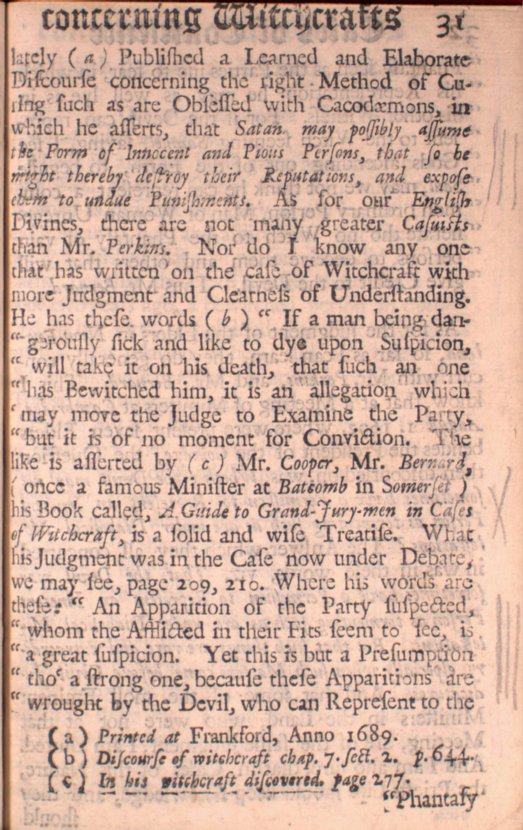 concerning Witchcrafts 31
lately (a) Publiſhed a Learned and Elaborate
Diſcourſe concerning the right Method of Cu-
ring ſuch as are Obſeſſed with Cacodæmons, in
which he aſſerts, that Satan may poſſibly aſſume
the Form of Innocent and Pious Perſons, that ſo he
might thereby deſtroy their Reputations, and expoſe
them to undue Puniſhments. As for our Engliſh
Divines, there are not many greater Caſuiſts
than Mr. Perkins. Nor do I know any one
that has written on the caſe of Witchcraft with
more Judgment and Clearneſs of Underſtanding.
He has theſe words (b) “ If a man being dan-
“ gerouſly ſick and like to dye upon Suſpicion,
“ will take it on his death, that ſuch an one
“ has Bewitched him, it is an allegation which
‘ may move the Judge to Examine the Party,
“ but it is of no moment for Conviction. The
like is aſſerted by (c) Mr. Cooper, Mr. Bernard,
( once a famous Miniſter at Batcomb in Somerſet )
his Book called, A Guide to Grand-Jury-men in Caſes
of Witchcraft, is a ſolid and wiſe Treatiſe. What
his Judgment was in the Caſe now under Debate,
we may ſee, page 209, 210. Where his words are
theſe: “ An Apparition of the Party ſuſpected,
“ whom the Afflicted in their Fits ſeem to ſee, is
“ a great ſuſpicion. Yet this is but a Preſumption
“ tho‘ a ſtrong one, becauſe theſe Apparitions are
“ wrought by the Devil, who can Repreſent to the
(a) Printed at Frankford, Anno 1689.
(b) Diſcourſe of witchcraft chap. 7. ſect. 2. p. 644.
(c) In his witchcraft diſcovered. page 277.
“Phantaſy